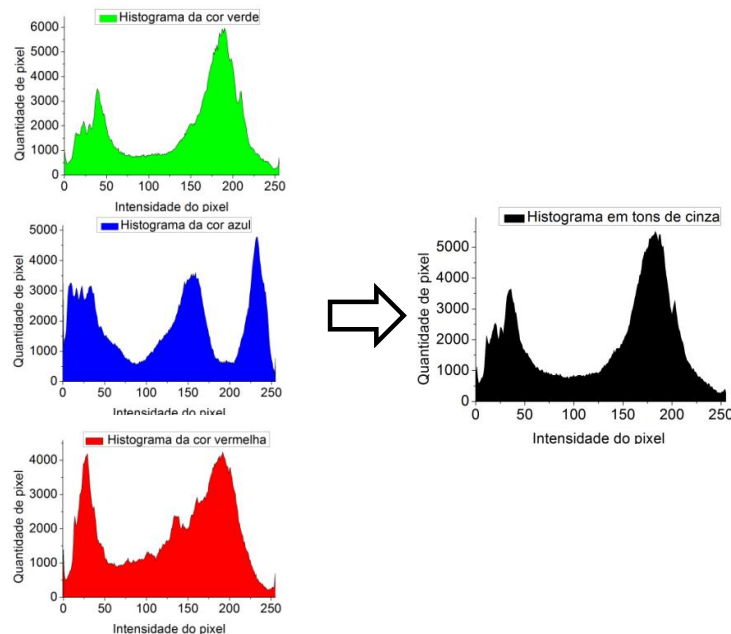 Histograma da cor verde
Quantidade de pixel
6000
5000
4000
3000
2000
1000
0
0 50 100 150 200 250
Intensidade do pixel
Histograma da cor azul
Quantidade de pixel
5000
4000
3000
2000
1000
0
0 50 100 150 200 250
Intensidade do pixel
Histograma da cor vermelha
Quantidade de pixel
4000
3000
2000
1000
0
0 50 100 150 200 250
Intensidade do pixel
Histograma em tons de cinza
Quantidade de pixel
5000
4000
3000
2000
1000
0
0 50 100 150 200 250
Intensidade do pixel